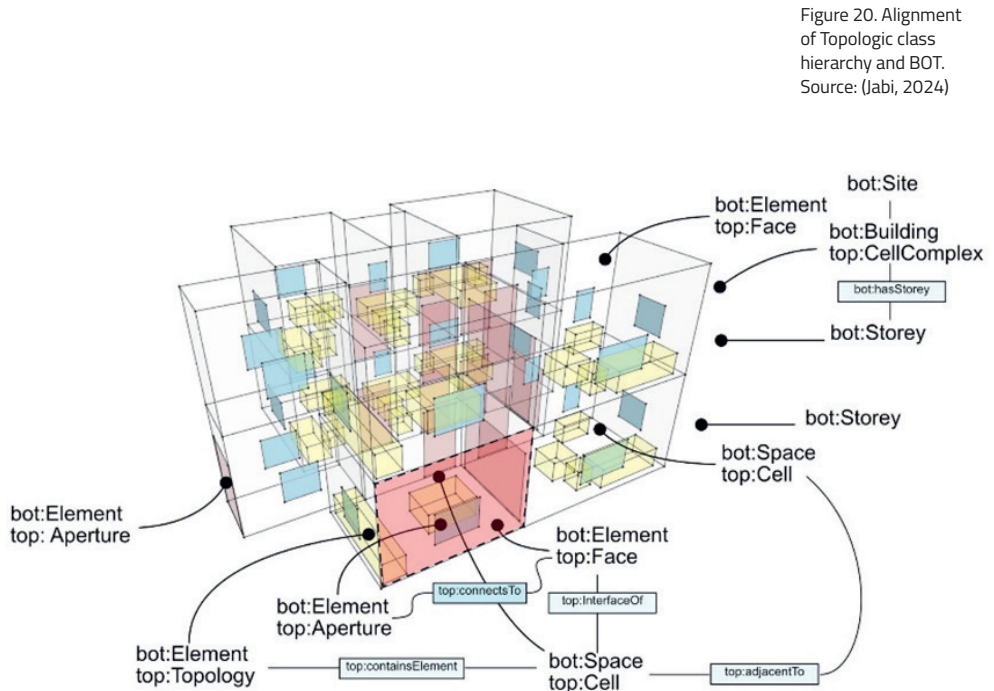 Figure 20. Alignment
of Topologic class
hierarchy and BOT.
Source: (Jabi, 2024)
bot:Site
bot:Element
top:Face
bot:Building
top:CellComplex
bot:hasStorey
bot:Storey
bot:Storey
bot:Space
top:Cell
bot:Element
top: Aperture
bot:Element
top:Face
top:connectsTo
top:InterfaceOf
bot:Element
top:Aperture
bot:Element
top:Topology
top:containsElement
bot:Space
top:Cell
top:adjacentTo